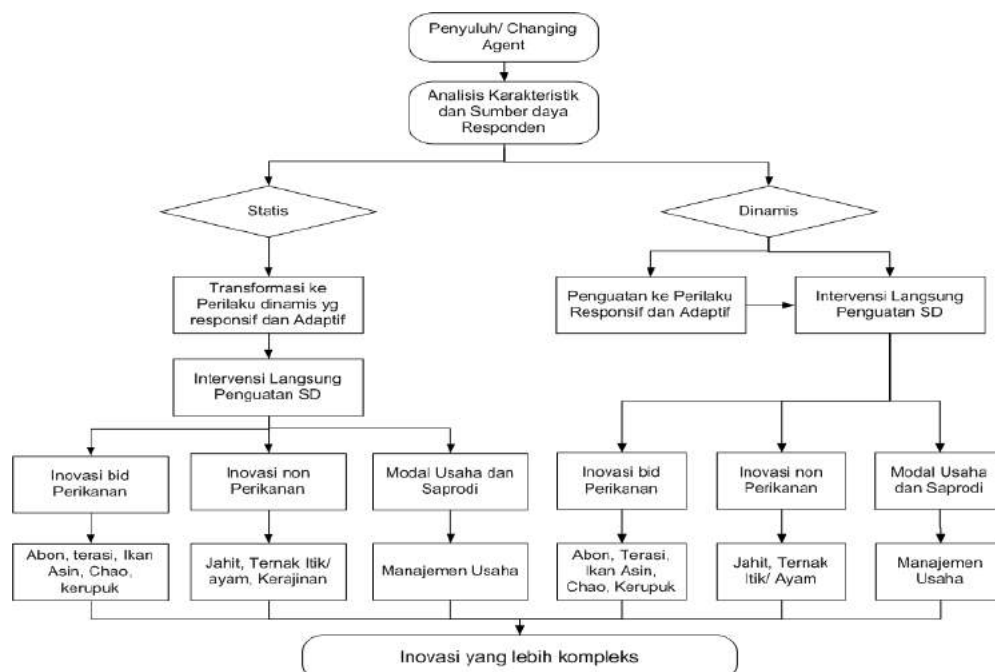 Penyuluh/ Changing
Agent
Analisis Karakteristik
dan Sumber daya
Responden
Statis
Dinamis
Transformasi ke
Perilaku dinamis yg
responsif dan Adaptif
Penguatan ke Perilaku
Responsif dan Adaptif
Intervensi Langsung
Penguatan SD
Intervensi Langsung
Penguatan SD
Inovasi bid
Perikanan
Inovasi non
Perikanan
Modal Usaha dan
Saprodi
Inovasi bid
Perikanan
Inovasi non
Perikanan
Modal Usaha
dan Saprodi
Abon, terasi, Ikan
Asin, Chao,
kerupuk
Jahit, Ternak Itik/
ayam, Kerajinan
Manajemen Usaha
Abon, Terasi,
Ikan Asin,
Chao, Kerupuk
Jahit, Ternak
Itik/ Ayam
Manajemen
Usaha
Inovasi yang lebih kompleks